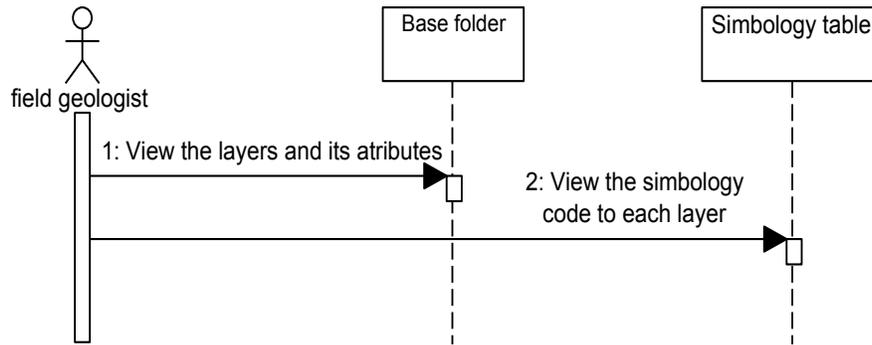 Base folder
Simbology table
field geologist
1: View the layers and its atributes
2: View the simbology
code to each layer